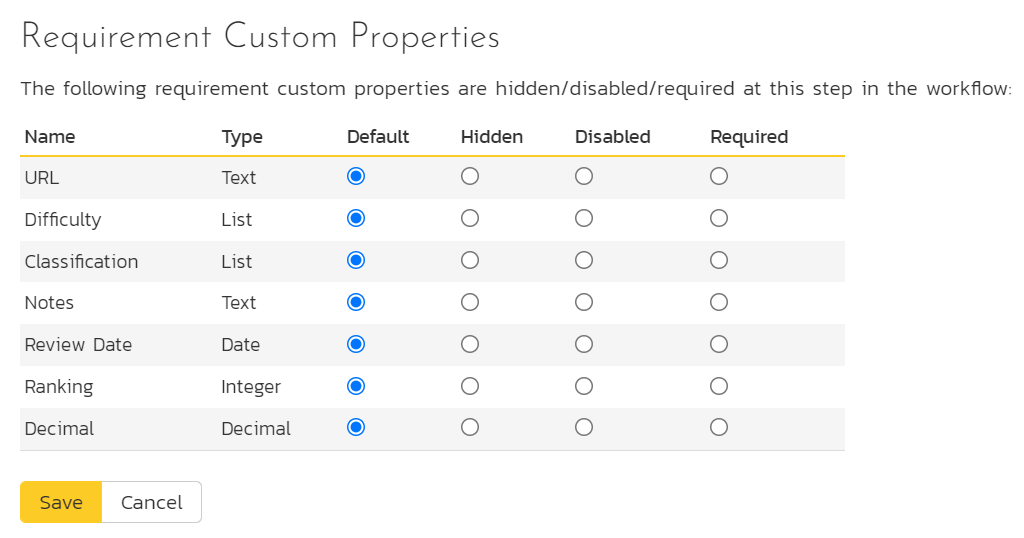 Requirement Custom Properties
The following requirement custom properties are hidden/disabled/required at this step in the workflow:
Name Type Default Hidden Disabled Required
URL Text
Difficulty List
Classification List
Notes Text
Review Date Date
Ranking Integer
Decimal Decimal
Save Cancel